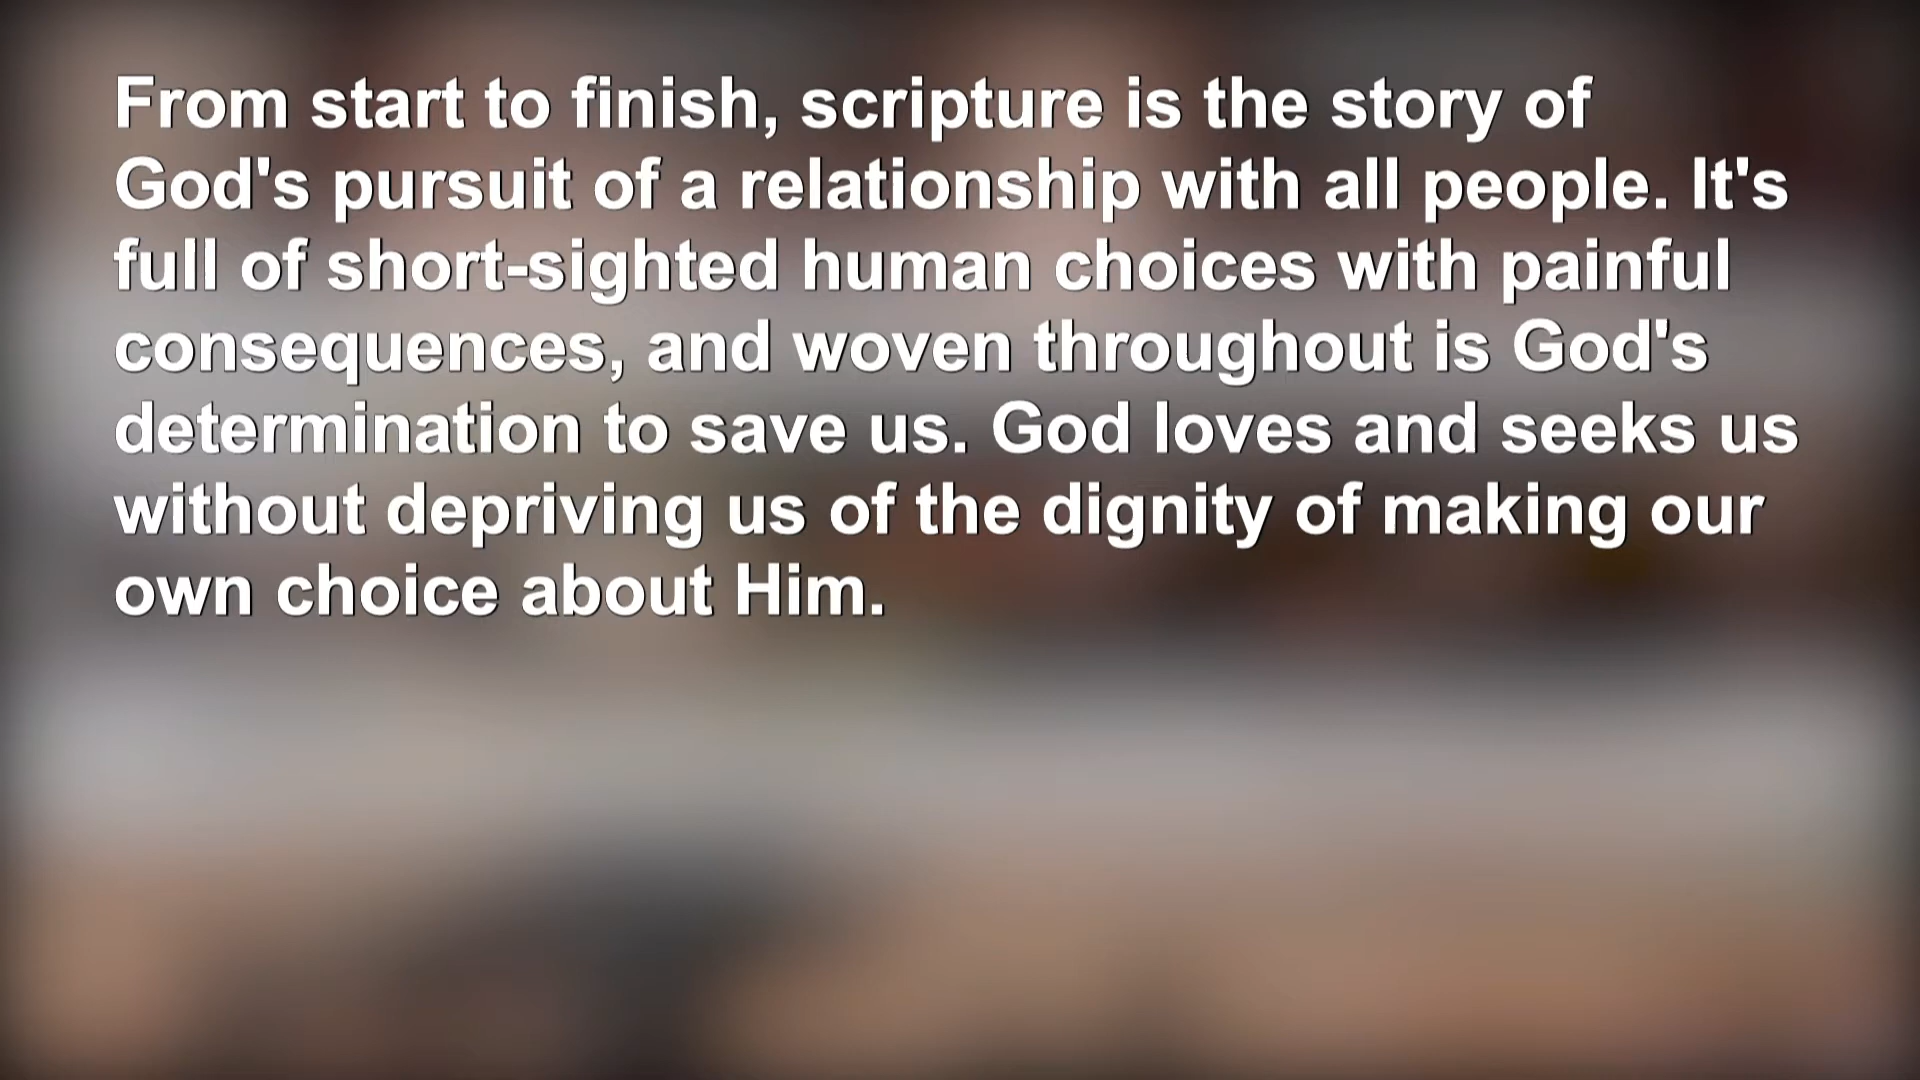 From start to finish, scripture is the story of
God's pursuit of a relationship with all people. It's
full of short-sighted human choices with painful
consequences, and woven throughout is God's
determination to save us. God loves and seeks us
without depriving us of the dignity of making our
own choice about Him.